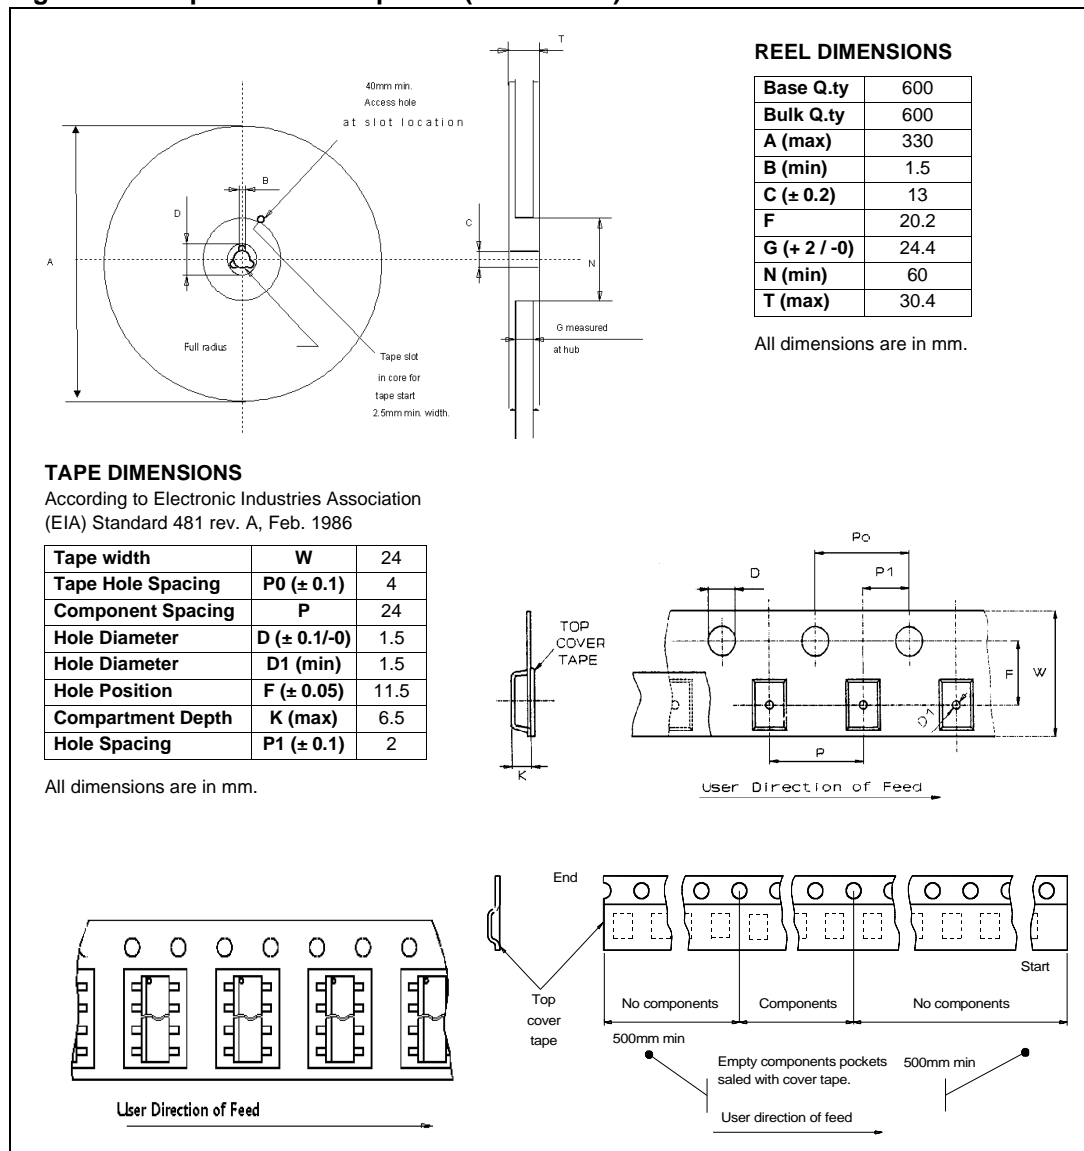 T
40mm min.
Access hole
at slot location
B
D
C
A
N
Full radius
G measured
at hub
Tape slot
in core for
tape start
2.5mm min. width.
REEL DIMENSIONS
Base Q.ty 600
Bulk Q.ty 600
A (max) 330
B (min) 1.5
C (± 0.2) 13
F 20.2
G (+ 2 / -0) 24.4
N (min) 60
T (max) 30.4
All dimensions are in mm.
TAPE DIMENSIONS
According to Electronic Industries Association
(EIA) Standard 481 rev. A, Feb. 1986
Tape width W 24
Tape Hole Spacing P0 (± 0.1) 4
Component Spacing P 24
Hole Diameter D (± 0.1/-0) 1.5
Hole Diameter D1 (min) 1.5
Hole Position F (± 0.05) 11.5
Compartment Depth K (max) 6.5
Hole Spacing P1 (± 0.1) 2
All dimensions are in mm.
Po
D
P1
TOP
COVER
TAPE
F
W
D1
P
K
User Direction of Feed
User Direction of Feed
End
Start
Top
cover
tape
No components
Components
No components
500mm min
Empty components pockets
saled with cover tape.
500mm min
User direction of feed